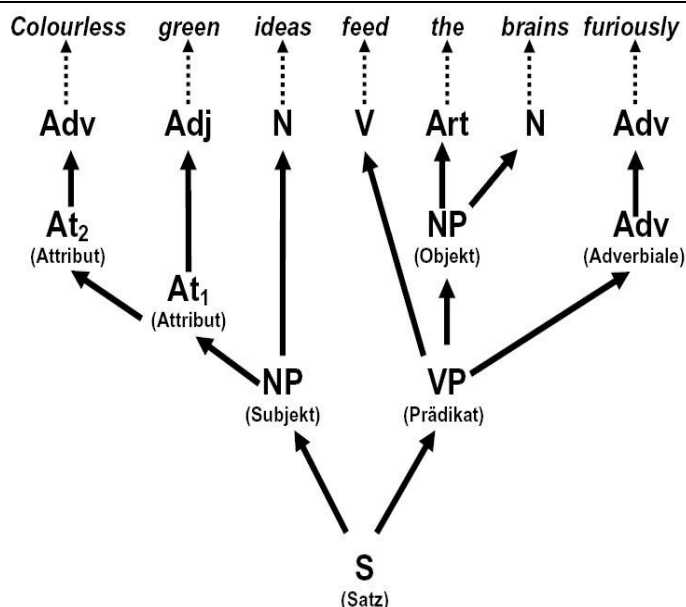 Colourless green ideas feed the brains furiously
Adv Adj N V Art N Adv
At₂ NP Adv
(Attribut) (Objekt) (Adverbiale)
At₁
(Attribut)
NP VP
(Subjekt) (Prädikat)
S
(Satz)